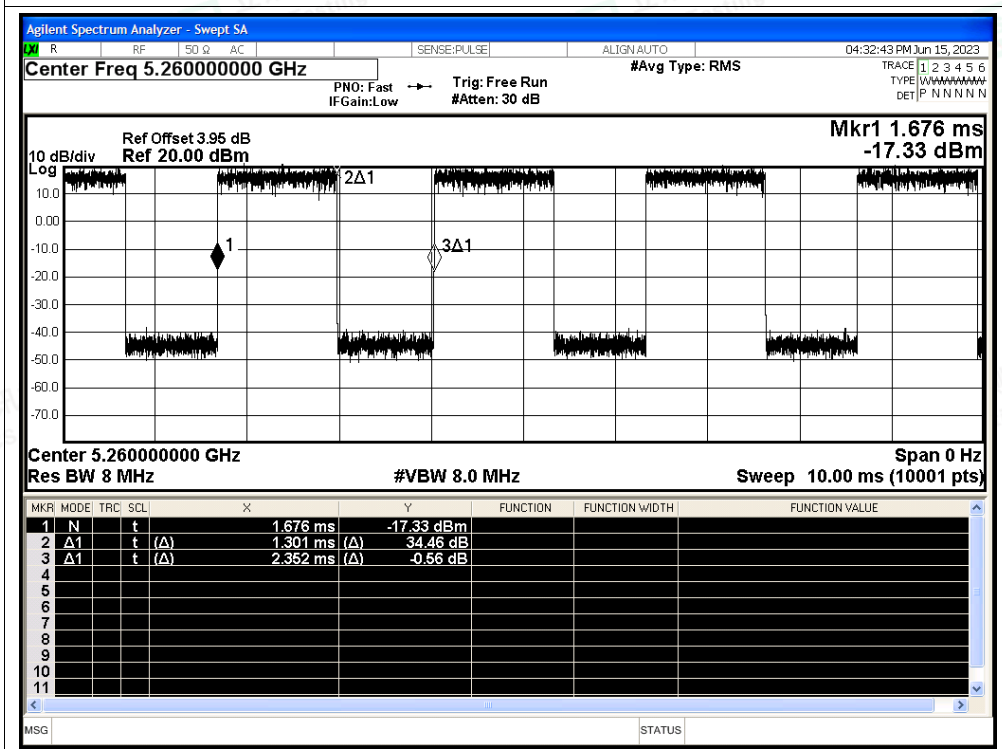 Agilent Spectrum Analyzer - Swept SA
LXI R RF 50 Ω AC SENSE:PULSE ALIGN AUTO 04:32:43 PM Jun 15, 2023
Center Freq 5.260000000 GHz #Avg Type: RMS TRACE 1 2 3 4 5 6
PNO: Fast Trig: Free Run TYPE WWWWWW
IFGain:Low #Atten: 30 dB DET P N N N N N
Mkr1 1.676 ms
Ref Offset 3.95 dB
10 dB/div Ref 20.00 dBm -17.33 dBm
Log
2Δ1
10.0
0.00
-10.0 1 3Δ1
-20.0
-30.0
-40.0
-50.0
-60.0
-70.0
Center 5.260000000 GHz Span 0 Hz
Res BW 8 MHz #VBW 8.0 MHz Sweep 10.00 ms (10001 pts)
MKR MODE TRC SCL X Y FUNCTION FUNCTION WIDTH FUNCTION VALUE
1 N t 1.676 ms -17.33 dBm
2 Δ1 t (Δ) 1.301 ms (Δ) 34.46 dB
3 Δ1 t (Δ) 2.352 ms (Δ) -0.56 dB
4
5
6
7
8
9
10
11
MSG STATUS